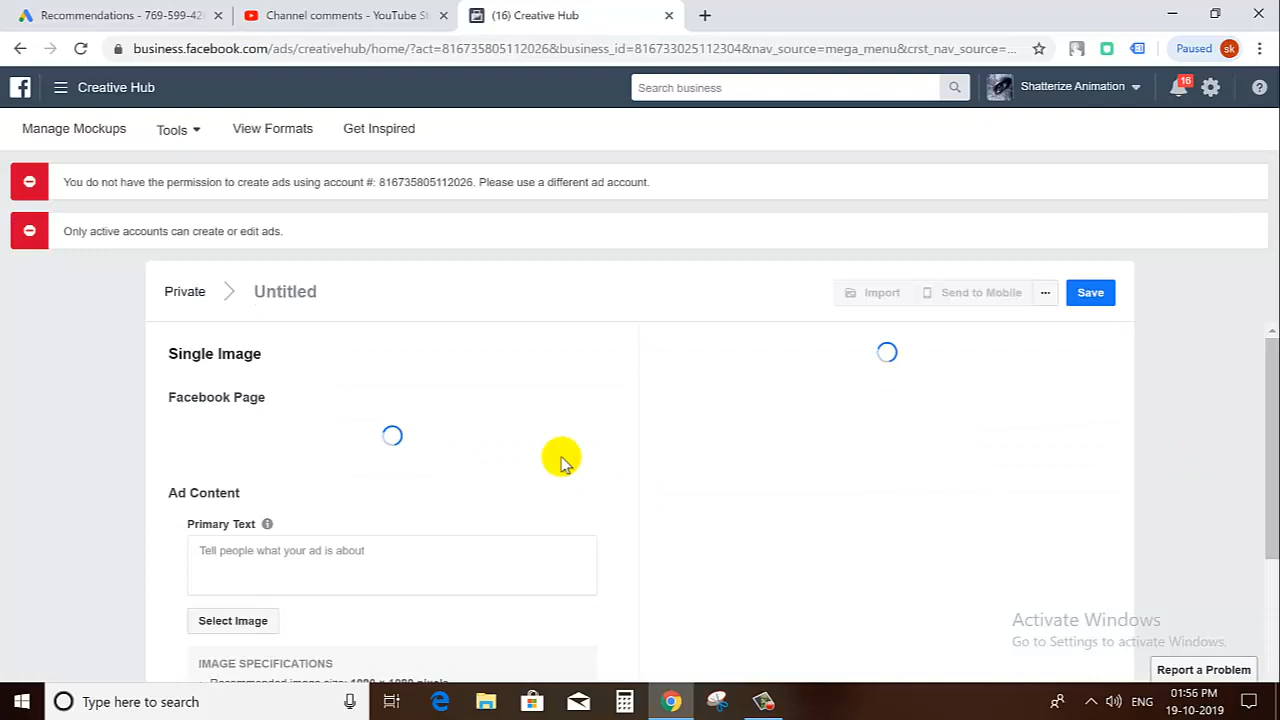 Recommendations - 769-599-42
Channel comments - YouTube St
(16) Creative Hub
business.facebook.com/ads/creativehub/home/?act=816735805112026&business_id=816733025112304&nav_source=mega_menu&crst_nav_source=...
Paused
sk
Creative Hub
Search business
Shatterize Animation
16
Manage Mockups
Tools
View Formats
Get Inspired
You do not have the permission to create ads using account #: 816735805112026. Please use a different ad account.
Only active accounts can create or edit ads.
Private
Untitled
Import
Send to Mobile
...
Save
Single Image
Facebook Page
Ad Content
Primary Text
Tell people what your ad is about
Select Image
IMAGE SPECIFICATIONS
Activate Windows
Go to Settings to activate Windows.
Report a Problem
Type here to search
ENG
01:56 PM
19-10-2019